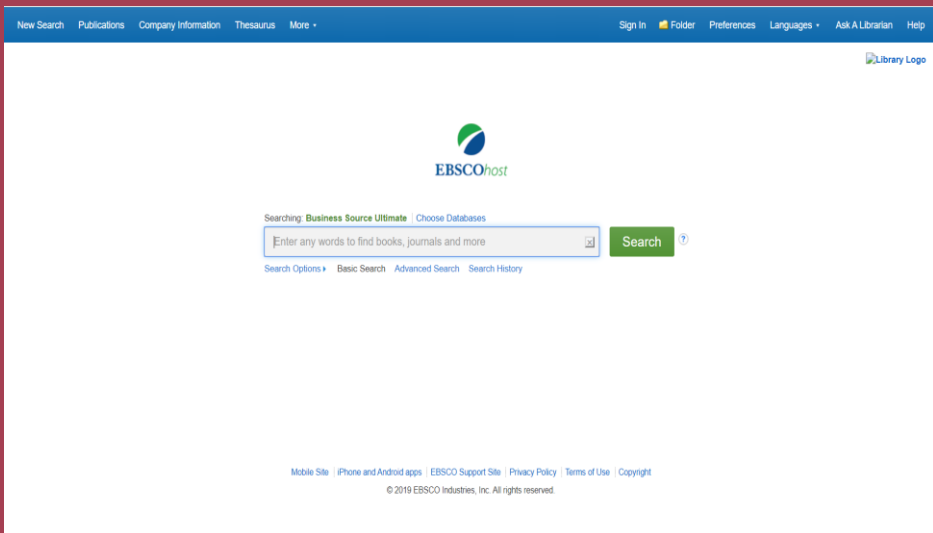 New Search Publications Company Information Thesaurus More Sign In Folder Preferences Languages Ask A Librarian Help
Library Logo
EBSCOhost
Searching: Business Source Ultimate Choose Databases
Enter any words to find books, journals and more x Search ?
Search Options Basic Search Advanced Search Search History
Mobile Site iPhone and Android apps EBSCO Support Site Privacy Policy Terms of Use Copyright
© 2019 EBSCO Industries, Inc. All rights reserved.